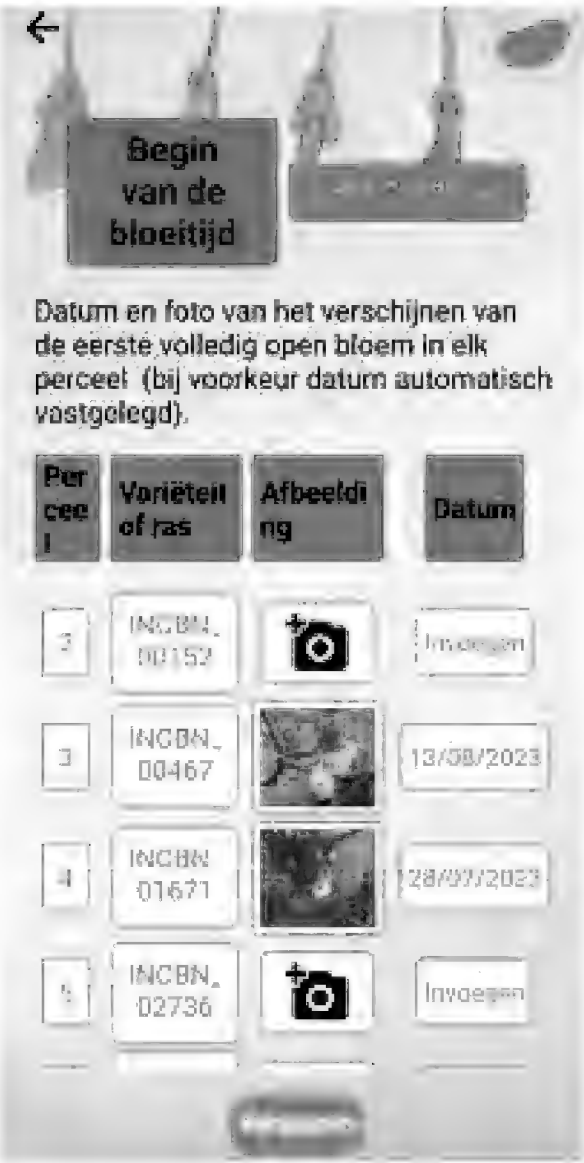 Begin
van de
bloeitijd
Datum en foto van het verschijnen van
de eerste volledig open bloem in elk
perceel (bij voorkeur datum automatisch
vastgelegd).
Per
cee
l
Variëteit
of ras
Afbeeldi
ng
Datum
2
INCBN_
00152
Invoegen
3
INCBN_
00467
13/08/2023
4
INCBN
01671
28/07/2023
5
INCBN_
02736
Invoegen